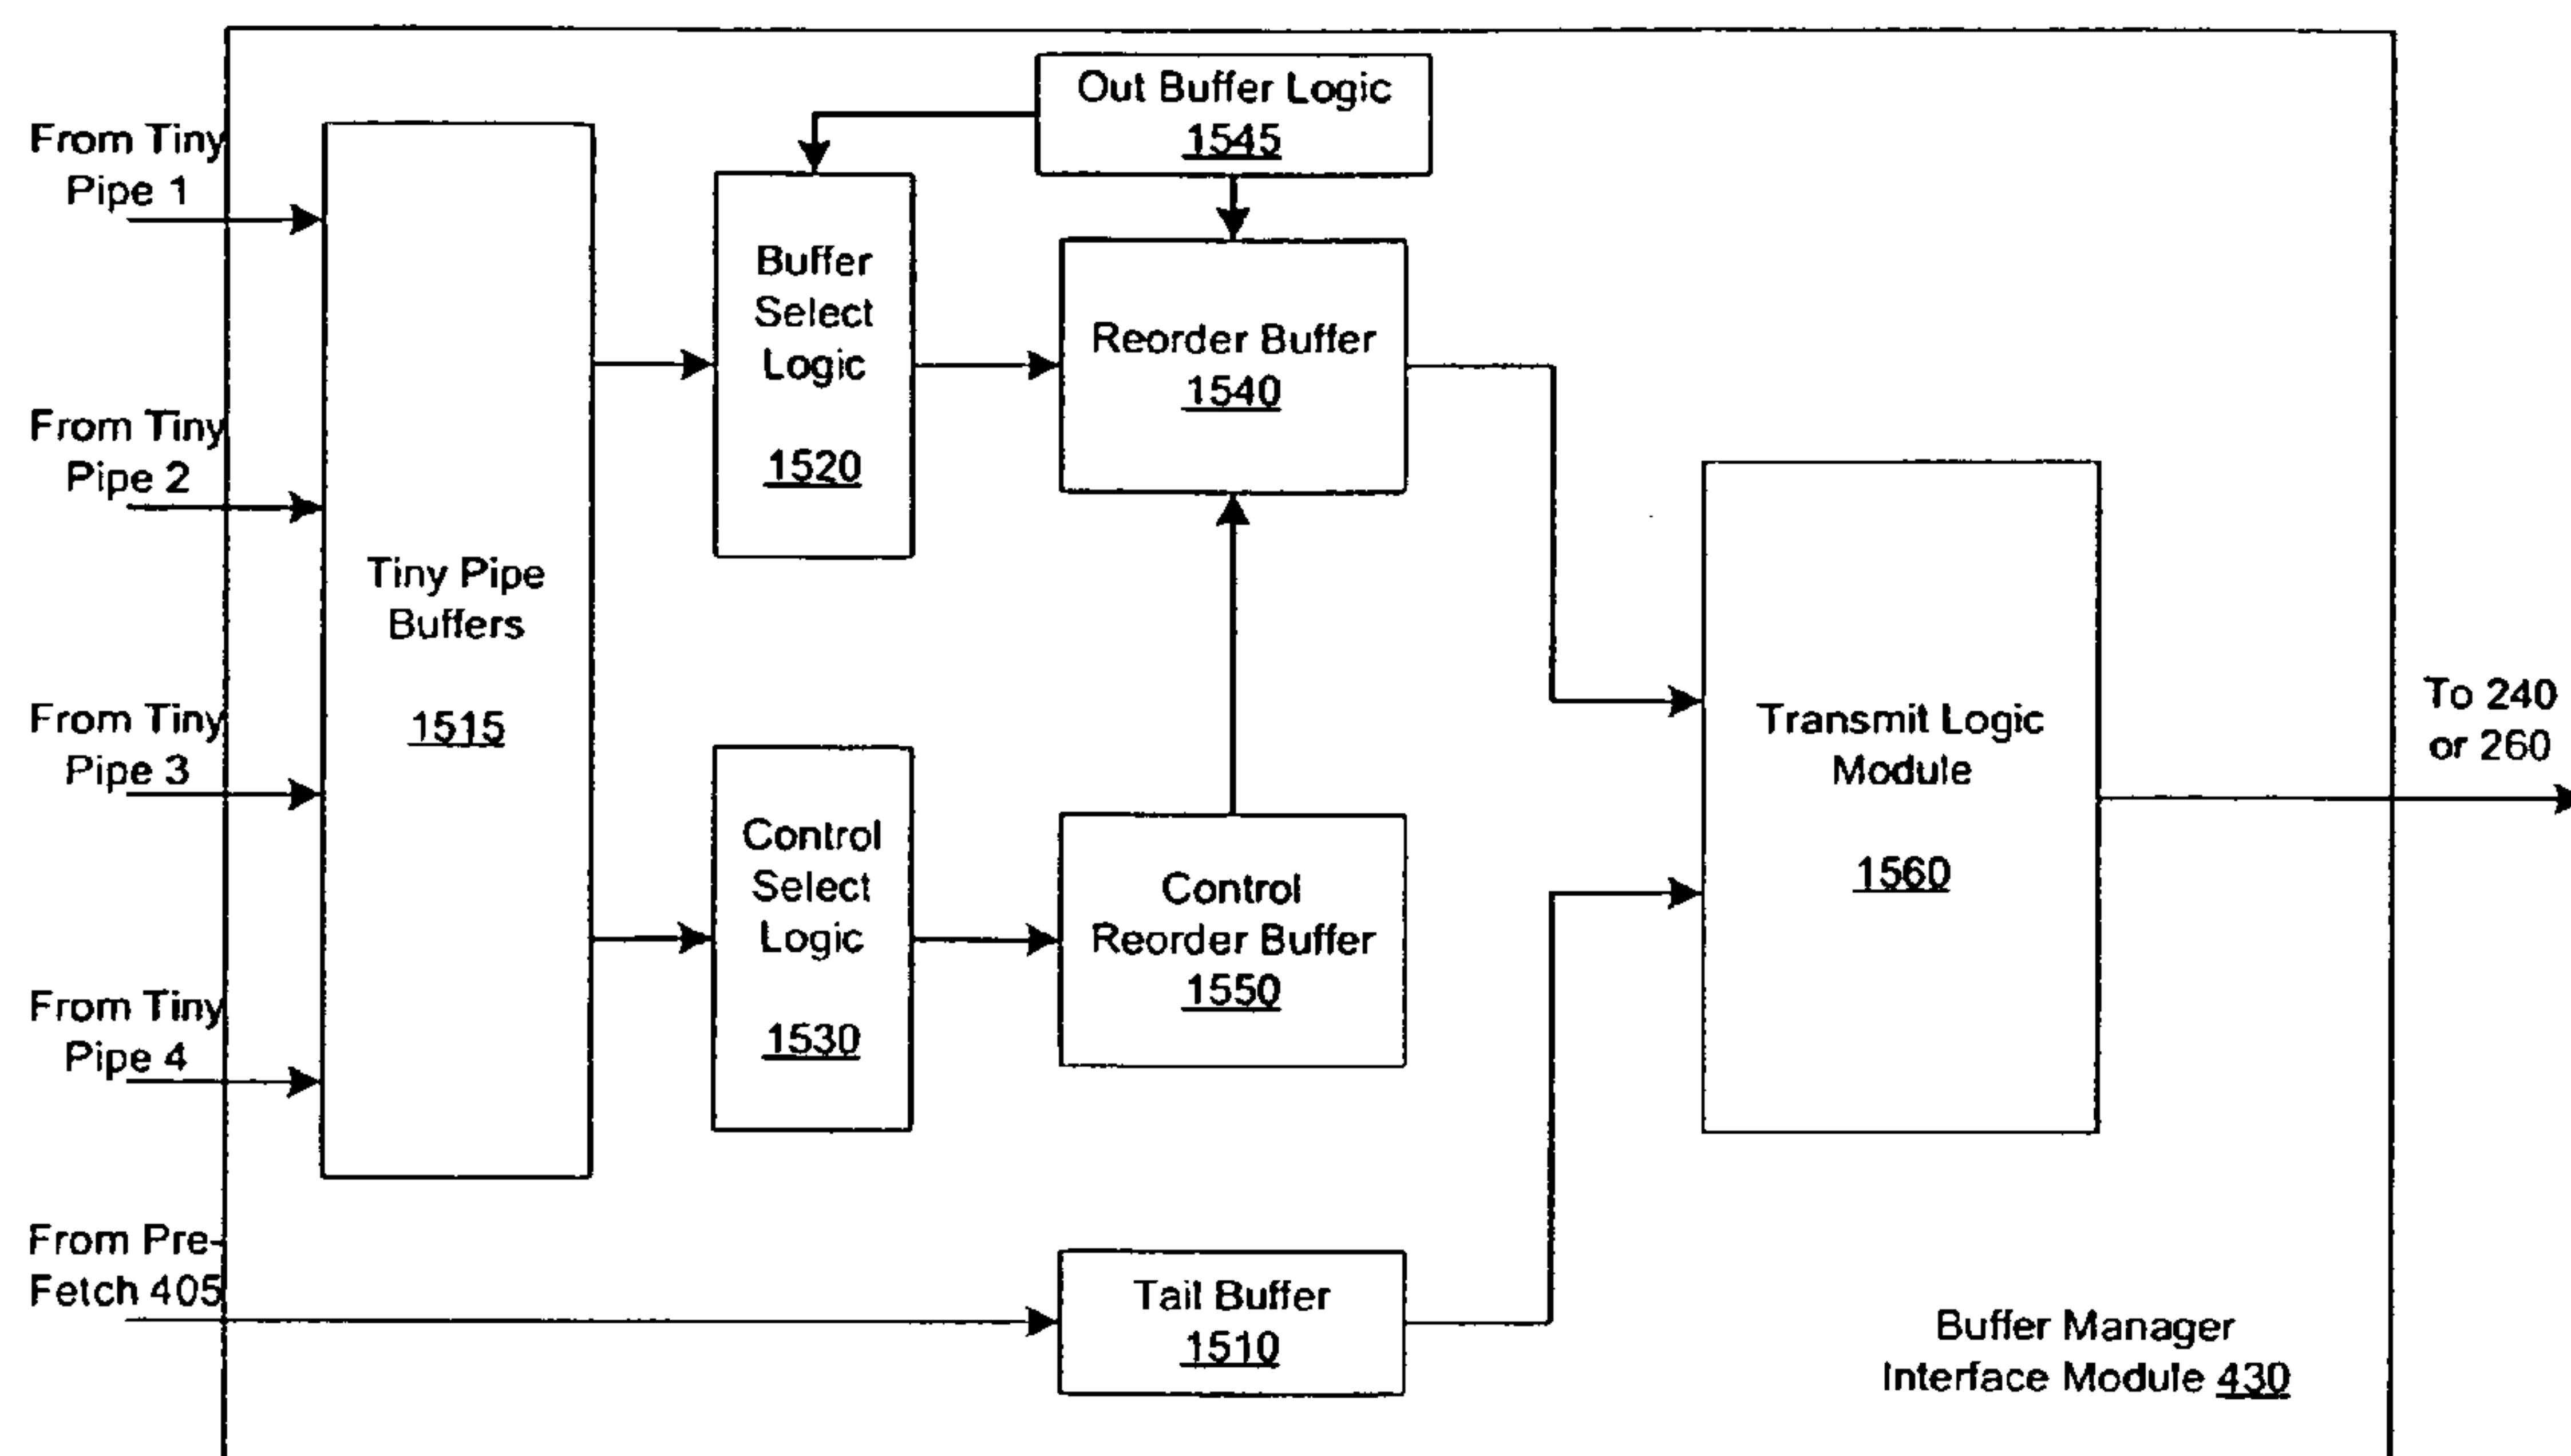 From Tiny
Pipe 1
From Tiny
Pipe 2
From Tiny
Pipe 3
From Tiny
Pipe 4
From Pre-
Fetch 405
Tiny Pipe
Buffers
1515
Buffer
Select
Logic
1520
Control
Select
Logic
1530
Out Buffer Logic
1545
Reorder Buffer
1540
Control
Reorder Buffer
1550
Tail Buffer
1510
Transmit Logic
Module
1560
To 240
or 260
Buffer Manager
Interface Module 430